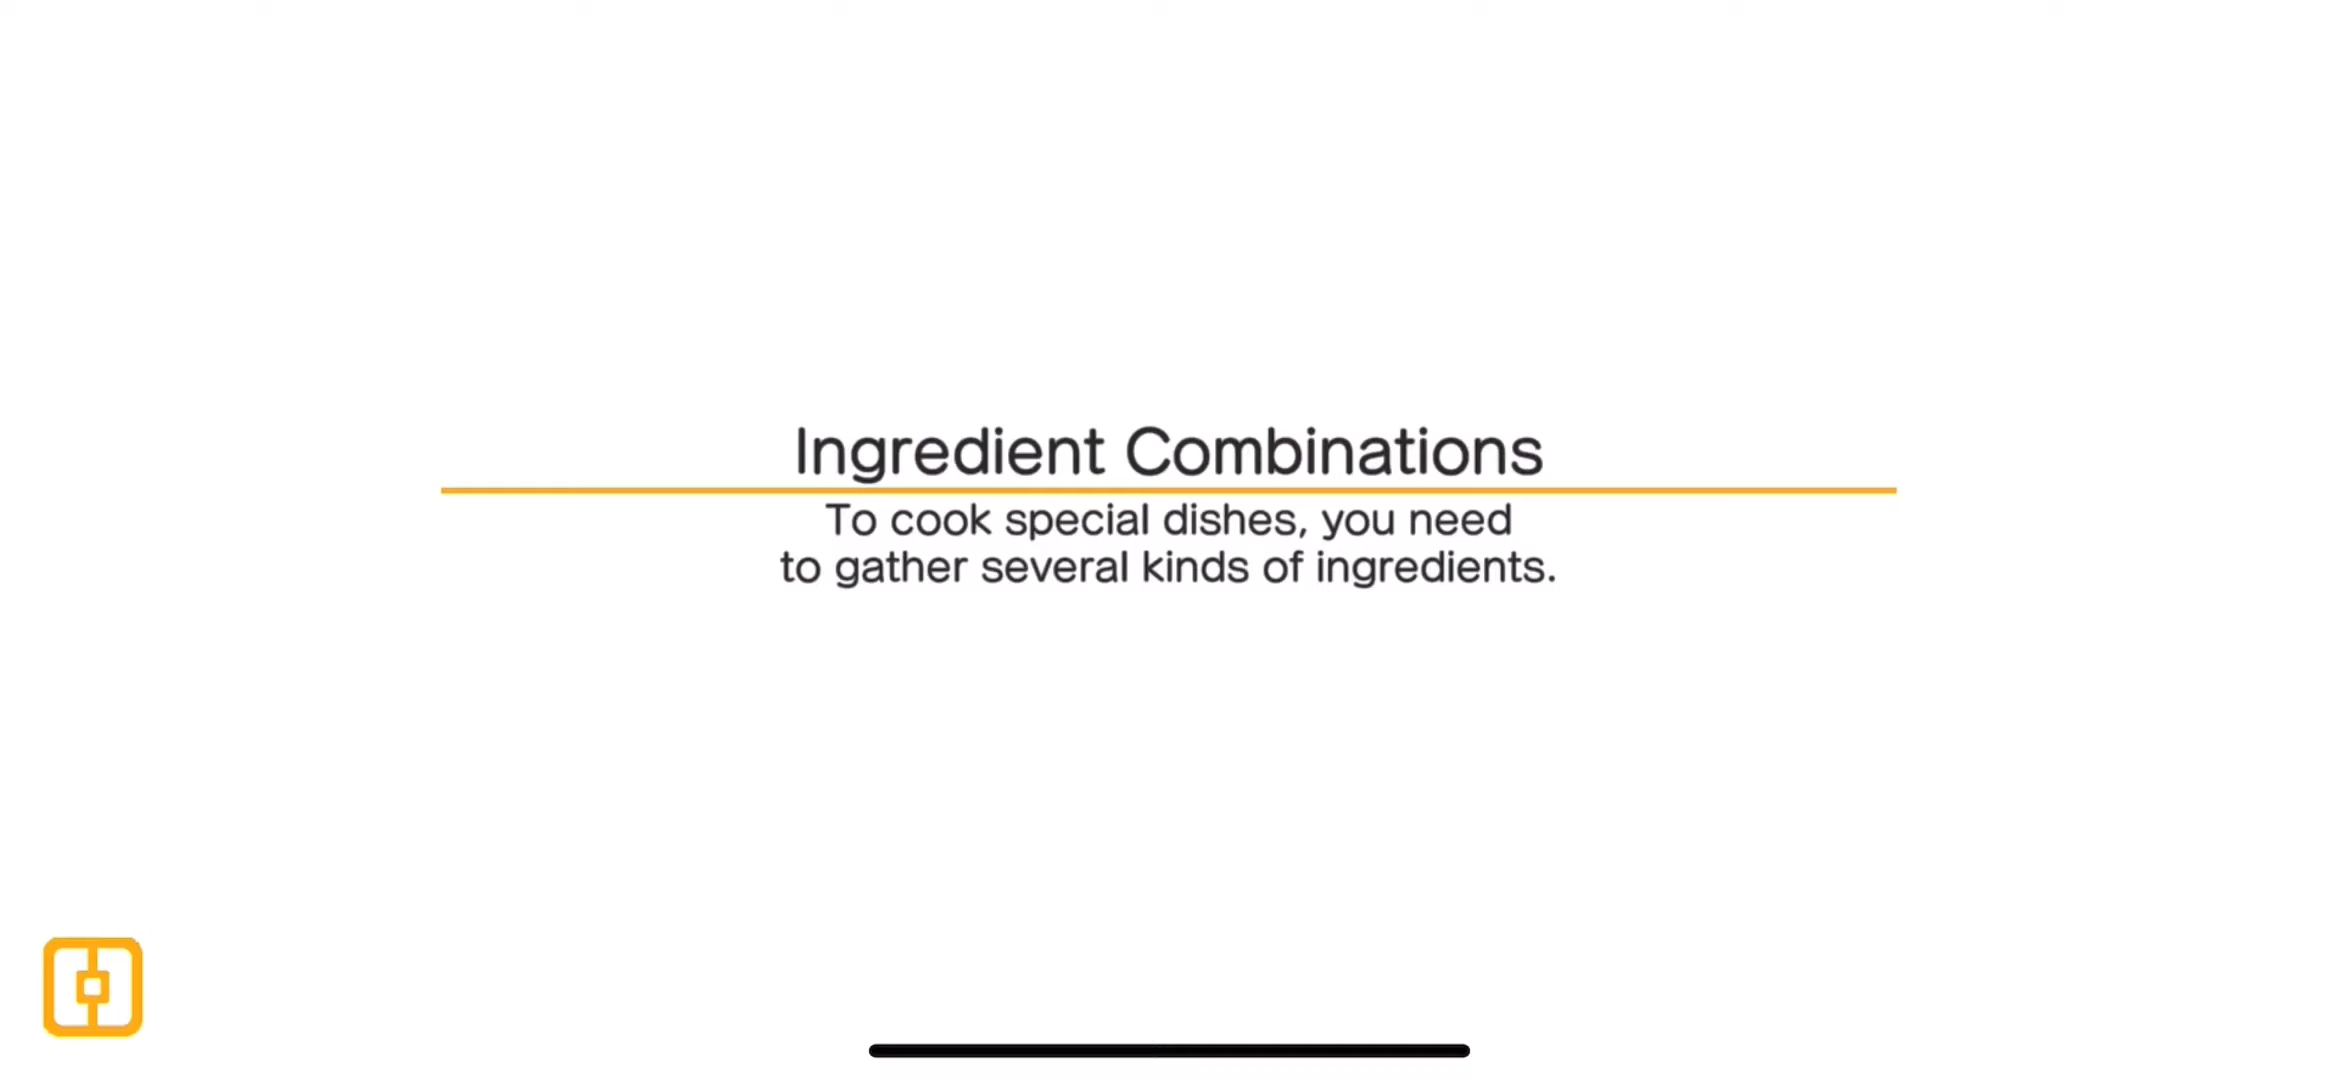 Ingredient Combinations
To cook special dishes, you need
to gather several kinds of ingredients.